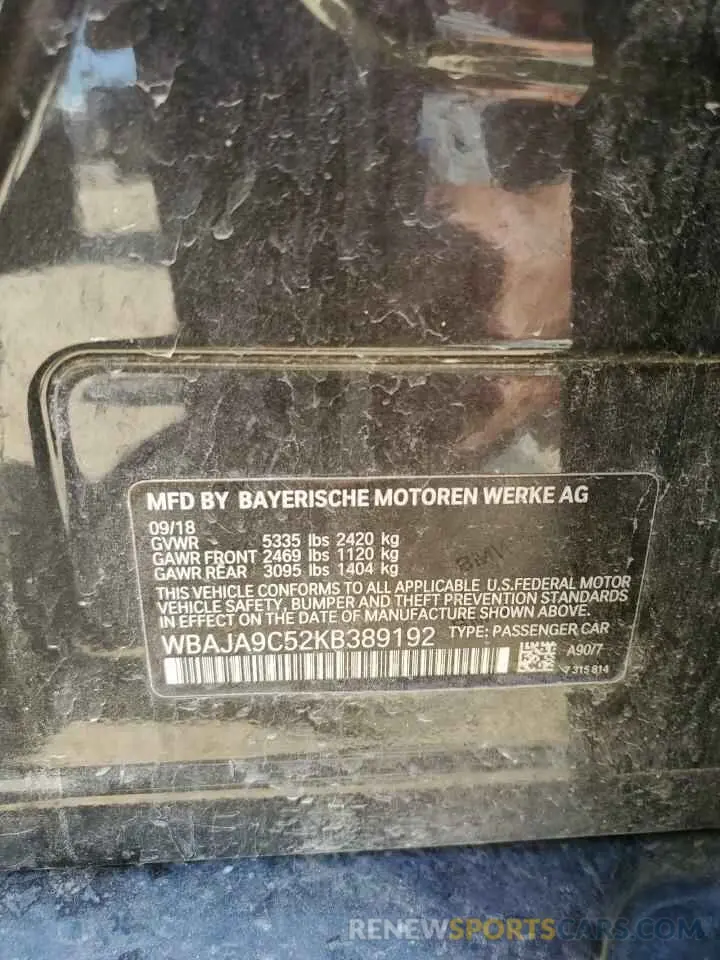 MFD BY BAYERISCHE MOTOREN WERKE AG
09/18
GVWR 5335 lbs 2420 kg
GAWR FRONT 2469 lbs 1120 kg
GAWR REAR 3095 lbs 1404 kg
THIS VEHICLE CONFORMS TO ALL APPLICABLE U.S.FEDERAL MOTOR
VEHICLE SAFETY, BUMPER AND THEFT PREVENTION STANDARDS
IN EFFECT ON THE DATE OF MANUFACTURE SHOWN ABOVE.
WBAJA9C52KB389192 TYPE: PASSENGER CAR
A90/7
7 315 814
RENEWSPORTSCARS.COM